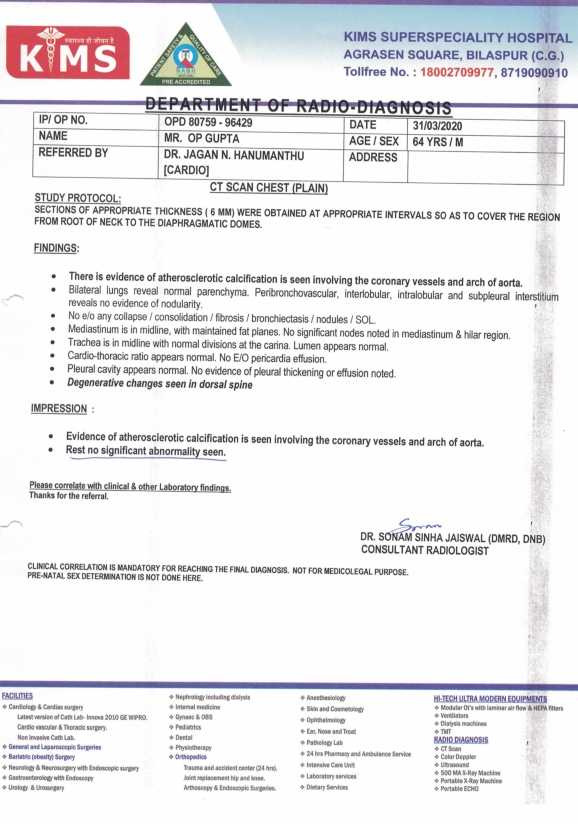 स्वास्थ्य ही जीवन है
KIMS
PATIENT SAFETY & QUALITY OF CARE
NABH
PRE ACCREDITED
KIMS SUPERSPECIALITY HOSPITAL
AGRASEN SQUARE, BILASPUR (C.G.)
Tollfree No. : 18002709977, 8719090910
DEPARTMENT OF RADIO-DIAGNOSIS
IP/ OP NO. OPD 80759 - 96429 DATE 31/03/2020
NAME MR. OP GUPTA AGE / SEX 64 YRS / M
REFERRED BY DR. JAGAN N. HANUMANTHU ADDRESS
[CARDIO]
CT SCAN CHEST (PLAIN)
STUDY PROTOCOL:
SECTIONS OF APPROPRIATE THICKNESS ( 6 MM) WERE OBTAINED AT APPROPRIATE INTERVALS SO AS TO COVER THE REGION
FROM ROOT OF NECK TO THE DIAPHRAGMATIC DOMES.
FINDINGS:
• There is evidence of atherosclerotic calcification is seen involving the coronary vessels and arch of aorta.
• Bilateral lungs reveal normal parenchyma. Peribronchovascular, interlobular, intralobular and subpleural interstitium
reveals no evidence of nodularity.
• No e/o any collapse / consolidation / fibrosis / bronchiectasis / nodules / SOL.
• Mediastinum is in midline, with maintained fat planes. No significant nodes noted in mediastinum & hilar region.
• Trachea is in midline with normal divisions at the carina. Lumen appears normal.
• Cardio-thoracic ratio appears normal. No E/O pericardia effusion.
• Pleural cavity appears normal. No evidence of pleural thickening or effusion noted.
• Degenerative changes seen in dorsal spine
IMPRESSION :
• Evidence of atherosclerotic calcification is seen involving the coronary vessels and arch of aorta.
• Rest no significant abnormality seen.
Please correlate with clinical & other Laboratory findings.
Thanks for the referral.
Sonam
DR. SONAM SINHA JAISWAL (DMRD, DNB)
CONSULTANT RADIOLOGIST
CLINICAL CORRELATION IS MANDATORY FOR REACHING THE FINAL DIAGNOSIS. NOT FOR MEDICOLEGAL PURPOSE.
PRE-NATAL SEX DETERMINATION IS NOT DONE HERE.
FACILITIES
❖ Cardiology & Cardias surgery
Latest version of Cath Lab- Innova 2010 GE WIPRO.
Cardio vascular & Thoracic surgery.
Non Invasive Cath Lab.
❖ General and Laparoscopic Surgeries
❖ Bariatric (obesity) Surgery
❖ Neurology & Neurosurgery with Endoscopic surgery
❖ Gastroenterology with Endoscopy
❖ Urology & Urosurgery
❖ Nephrology including dialysis
❖ Internal medicine
❖ Gynaec & OBS
❖ Pediatrics
❖ Dental
❖ Physiotherapy
❖ Orthopedics
Trauma and accident center (24 hrs).
Joint replacement hip and knee.
Arthoscopy & Endoscopic Surgeries.
❖ Anesthesiology
❖ Skin and Cosmetology
❖ Ophthalmology
❖ Ear, Nose and Treat
❖ Pathology Lab
❖ 24 hrs Pharmacy and Ambulance Service
❖ Intensive Care Unit
❖ Laboratory services
❖ Dietary Services
HI-TECH ULTRA MODERN EQUIPMENTS
❖ Modular Ot's with laminar air flow & HEPA filters
❖ Ventilators
❖ Dialysis machines
❖ TMT
RADIO DIAGNOSIS
❖ CT Scan
❖ Color Doppler
❖ Ultrasound
❖ 500 MA X-Ray Machine
❖ Portable X-Ray Machine
❖ Portable ECHO